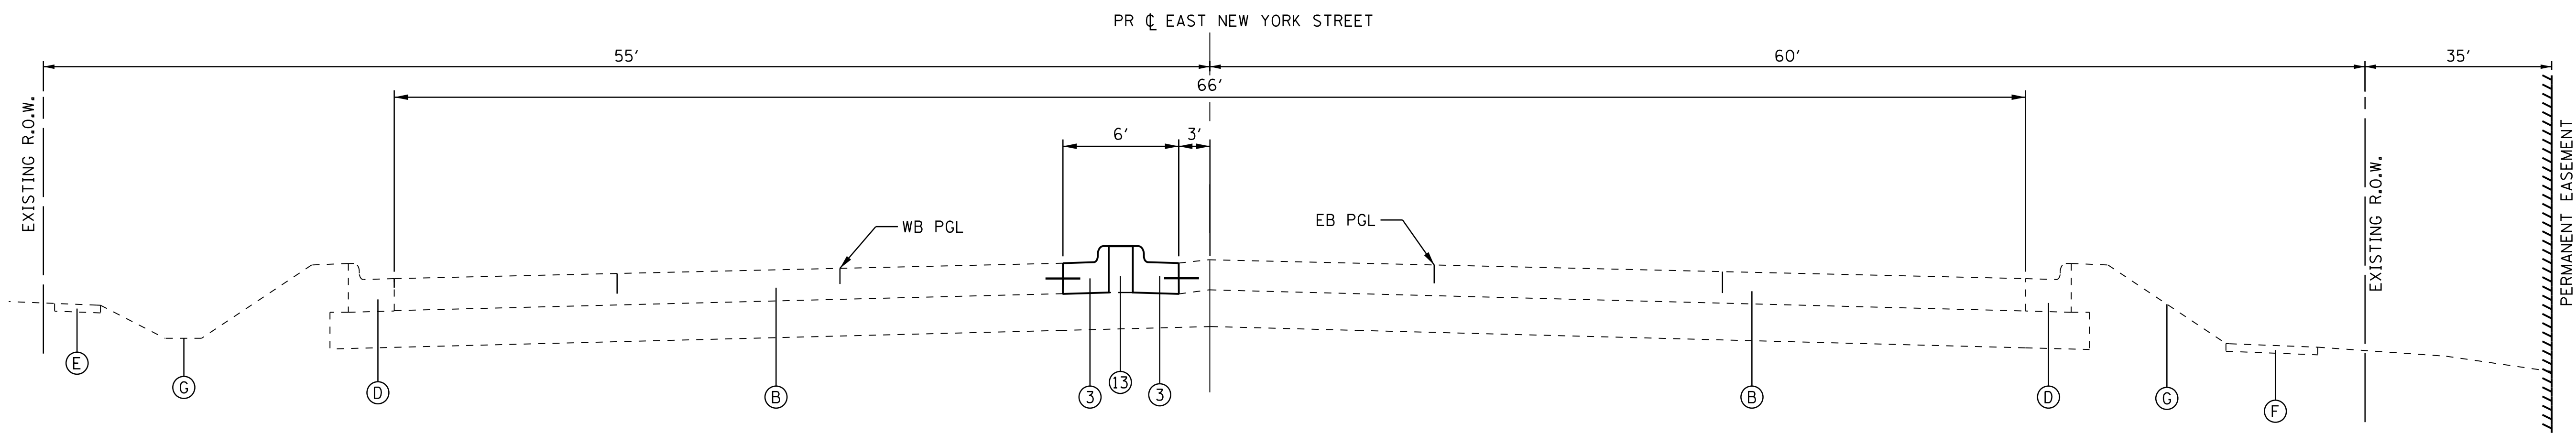 PR ℄ EAST NEW YORK STREET
55′
60′
35′
66′
6′
3′
EXISTING R.O.W.
EXISTING R.O.W.
PERMANENT EASEMENT
WB PGL
EB PGL
E
G
D
B
3
13
3
B
D
G
F